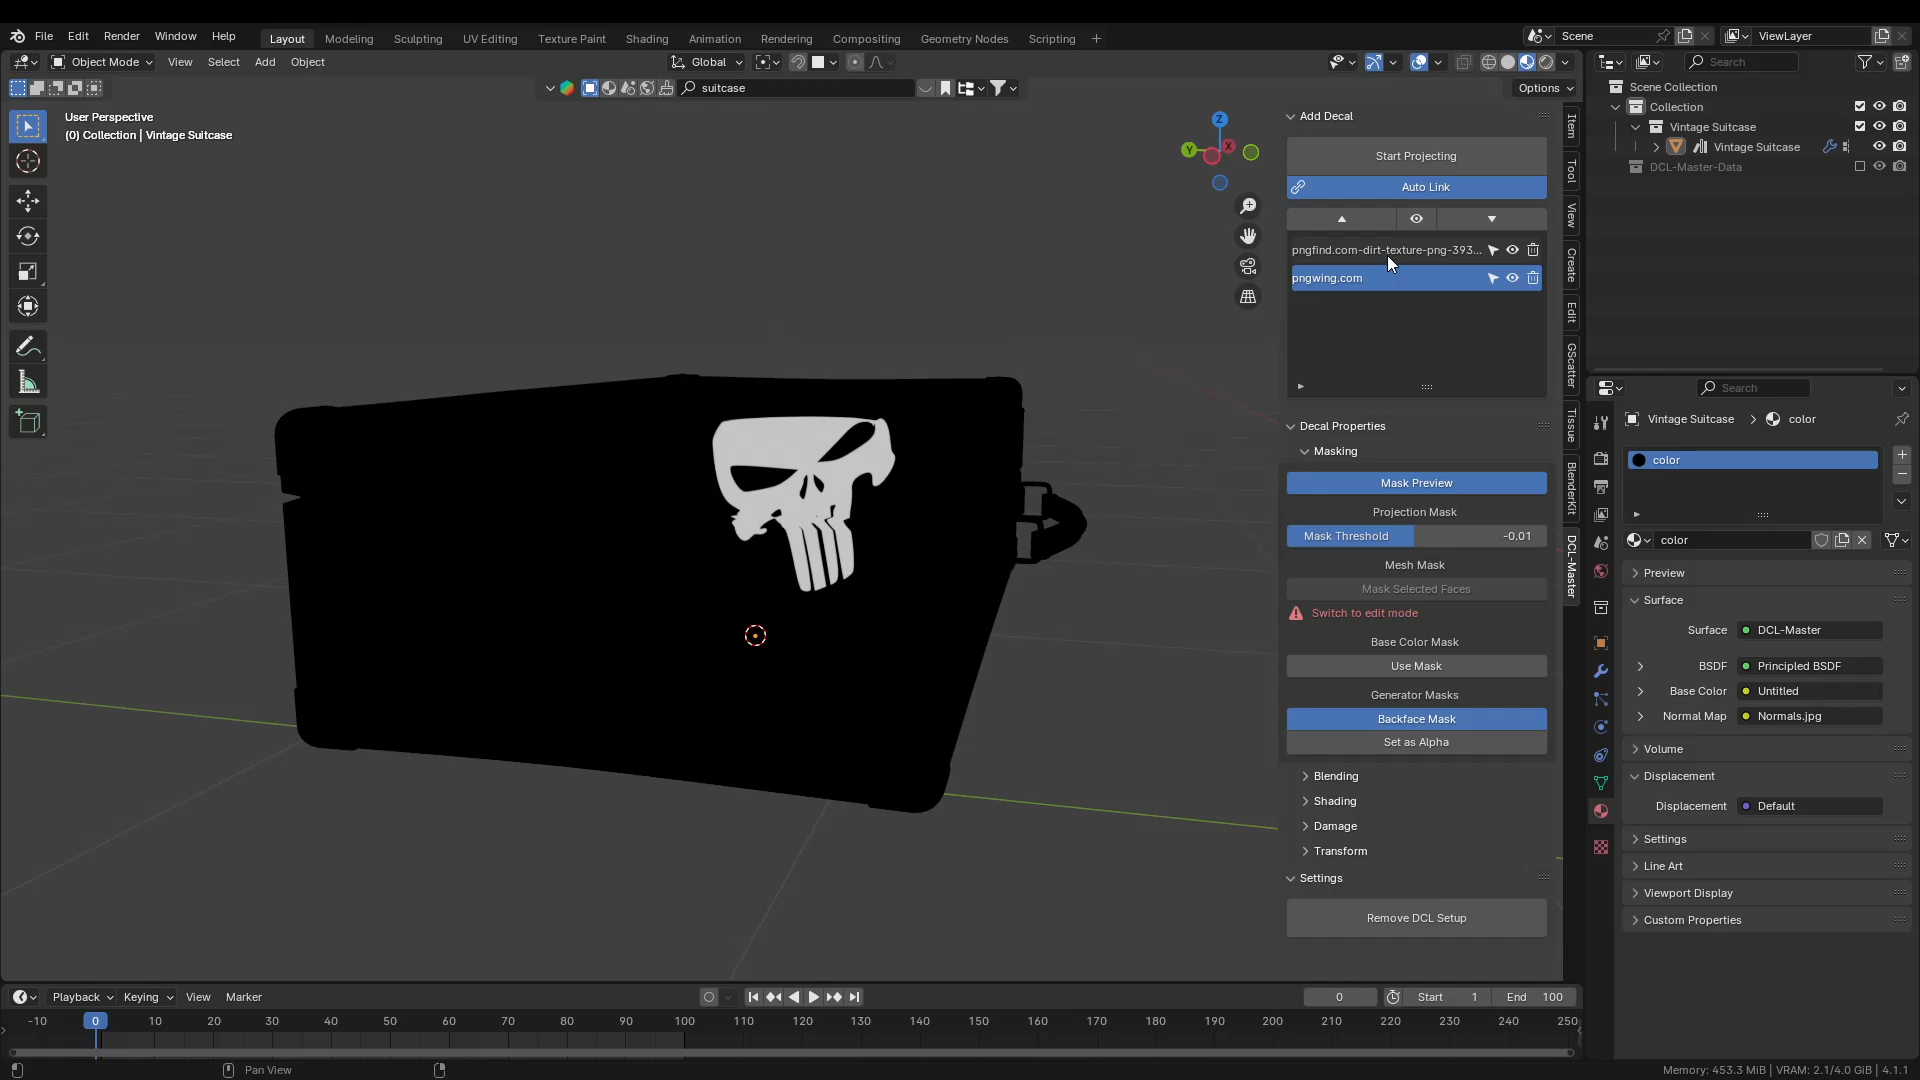 File Edit Render Window Help Layout Modeling Sculpting UV Editing Texture Paint Shading Animation Rendering Compositing Geometry Nodes Scripting + Scene ViewLayer
Object Mode View Select Add Object Global Search
suitcase Options
User Perspective
(0) Collection | Vintage Suitcase
Z
Y X
Add Decal
Start Projecting
Auto Link
pngfind.com-dirt-texture-png-393...
pngwing.com
Decal Properties
Masking
Mask Preview
Projection Mask
Mask Threshold -0.01
Mesh Mask
Mask Selected Faces
Switch to edit mode
Base Color Mask
Use Mask
Generator Masks
Backface Mask
Set as Alpha
Blending
Shading
Damage
Transform
Settings
Remove DCL Setup
Item
Tool
View
Create
Edit
GScatter
Tissue
BlenderKit
DCL-Master
Scene Collection
Collection
Vintage Suitcase
Vintage Suitcase
DCL-Master-Data
Search
Vintage Suitcase > color
color
color
Preview
Surface
Surface DCL-Master
BSDF Principled BSDF
Base Color Untitled
Normal Map Normals.jpg
Volume
Displacement
Displacement Default
Settings
Line Art
Viewport Display
Custom Properties
Playback Keying View Marker 0 Start 1 End 100
-10 0 10 20 30 40 50 60 70 80 90 100 110 120 130 140 150 160 170 180 190 200 210 220 230 240 250
Pan View Memory: 453.3 MiB | VRAM: 2.1/4.0 GiB | 4.1.1